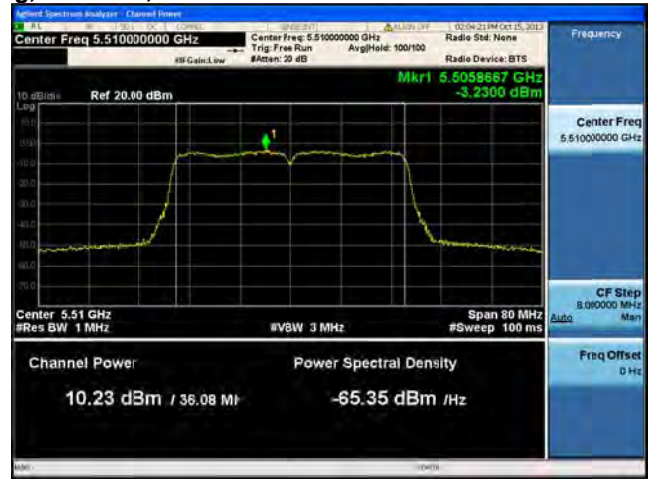 Agilent Spectrum Analyzer - Channel Power
Center Freq 5.510000000 GHz
#IFGain:Low
Center Freq: 5.510000000 GHz
Trig: Free Run
Avg|Hold: 100/100
#Atten: 20 dB
02:04:21 PM Oct 15, 2013
Radio Std: None
Radio Device: BTS
Frequency
Mkr1 5.5058667 GHz
-3.2300 dBm
10 dB/div
Ref 20.00 dBm
Log
1
Center Freq
5.510000000 GHz
Center 5.51 GHz
Span 80 MHz
#Res BW 1 MHz
#VBW 3 MHz
#Sweep 100 ms
CF Step
8.000000 MHz
Auto Man
Channel Power
Power Spectral Density
10.23 dBm / 36.08 MH
-65.35 dBm /Hz
Freq Offset
0 Hz